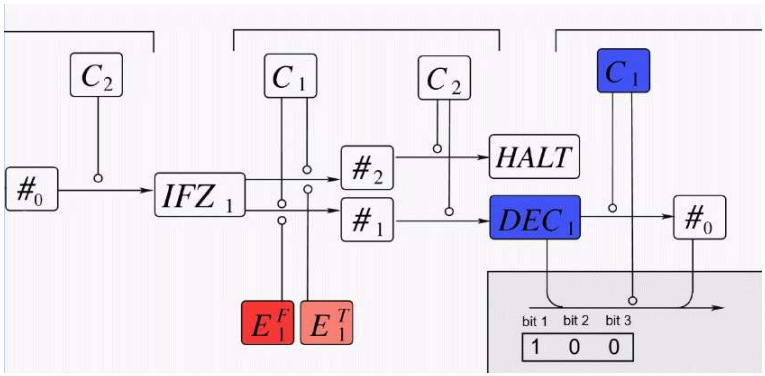 C₂
C₁
C₂
C₁
#₀
IFZ₁
#₂
HALT
#₁
DEC₁
#₀
E₁ᶠ
E₁ᵀ
bit 1 bit 2 bit 3
1 0 0